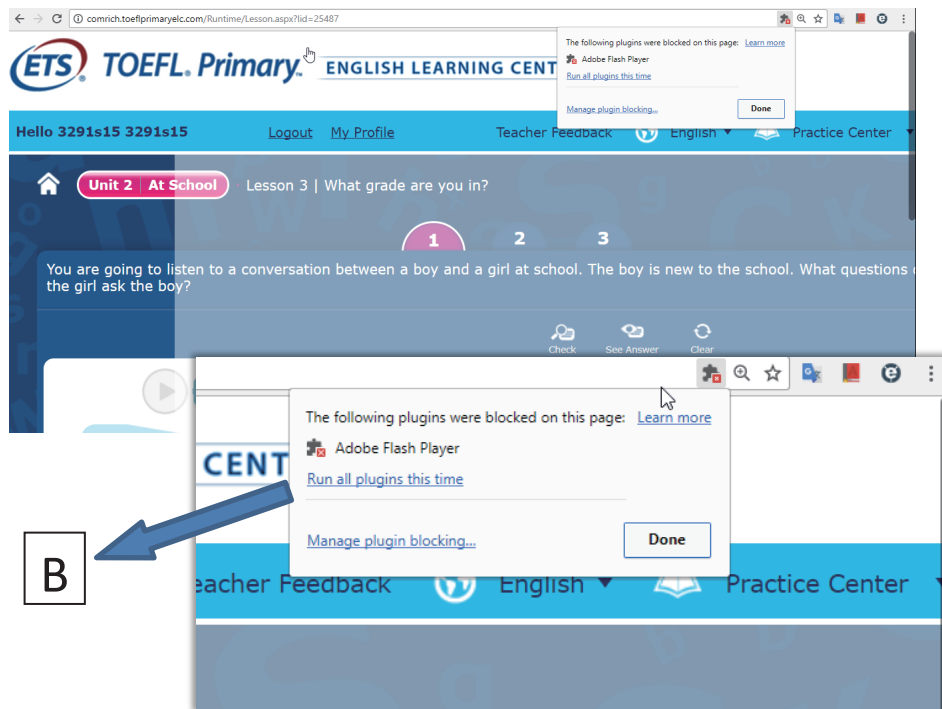 comrich.toeflprimaryelc.com/Runtime/Lesson.aspx?lid=25487
The following plugins were blocked on this page: Learn more
Adobe Flash Player
Run all plugins this time
Manage plugin blocking...
Done
ETS® TOEFL® Primary™ ENGLISH LEARNING CENT
Hello 3291s15 3291s15 Logout My Profile Teacher Feedback English Practice Center
Unit 2 At School Lesson 3 | What grade are you in?
1 2 3
You are going to listen to a conversation between a boy and a girl at school. The boy is new to the school. What questions
the girl ask the boy?
Check See Answer Clear
The following plugins were blocked on this page: Learn more
Adobe Flash Player
CENT
Run all plugins this time
Manage plugin blocking...
Done
B
eacher Feedback English Practice Center